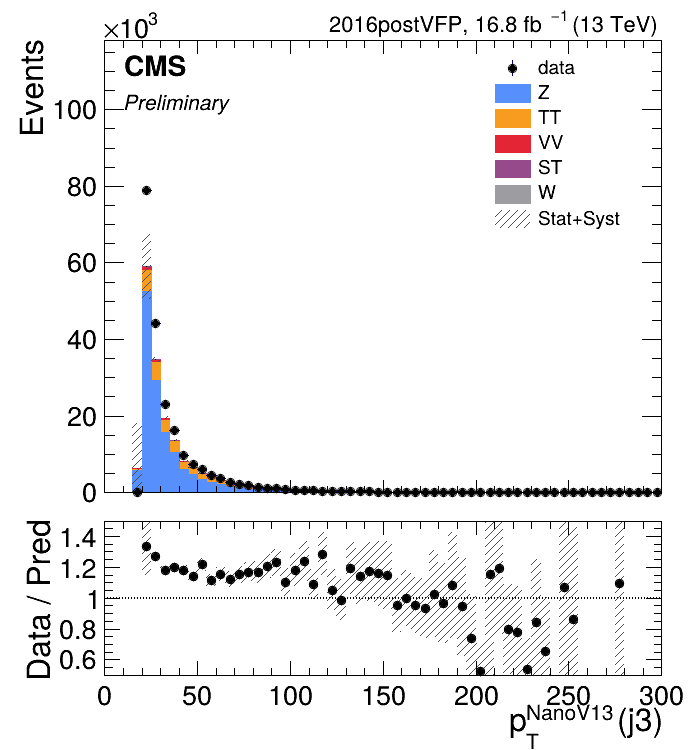 ×10³
2016postVFP, 16.8 fb ⁻¹ (13 TeV)
CMS
Preliminary
Events
data
Z
TT
VV
ST
W
Stat+Syst
100
80
60
40
20
0
Data / Pred
1.4
1.2
1
0.8
0.6
0 50 100 150 200 250 300
p_T^NanoV13 (j3)